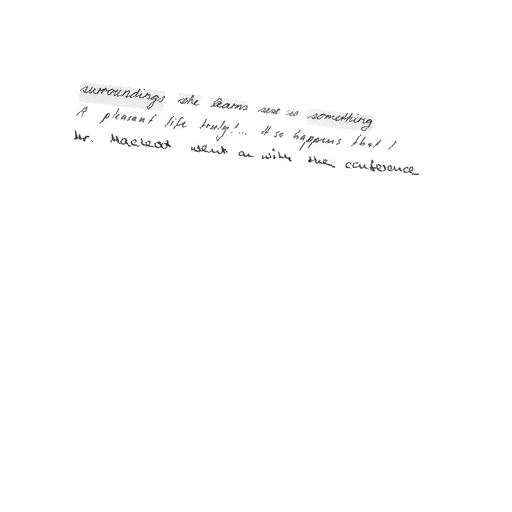 surroundings she learns sex is something
A pleasant life truly!... It so happens that I
Mr. Macleod went on with the conference